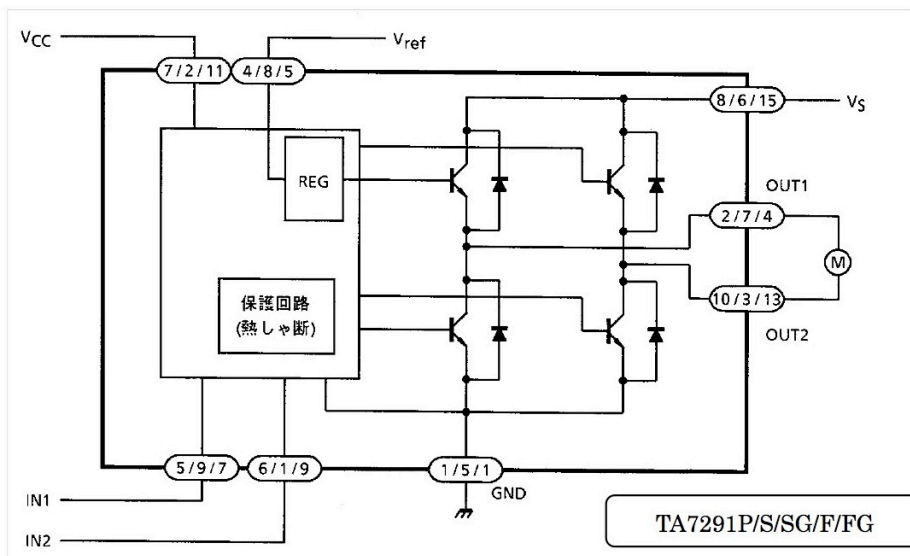 VCC
Vref
7/2/11
4/8/5
8/6/15
VS
REG
OUT1
2/7/4
M
保護回路
(熱しゃ断)
10/3/13
OUT2
5/9/7
6/1/9
1/5/1
GND
IN1
IN2
TA7291P/S/SG/F/FG